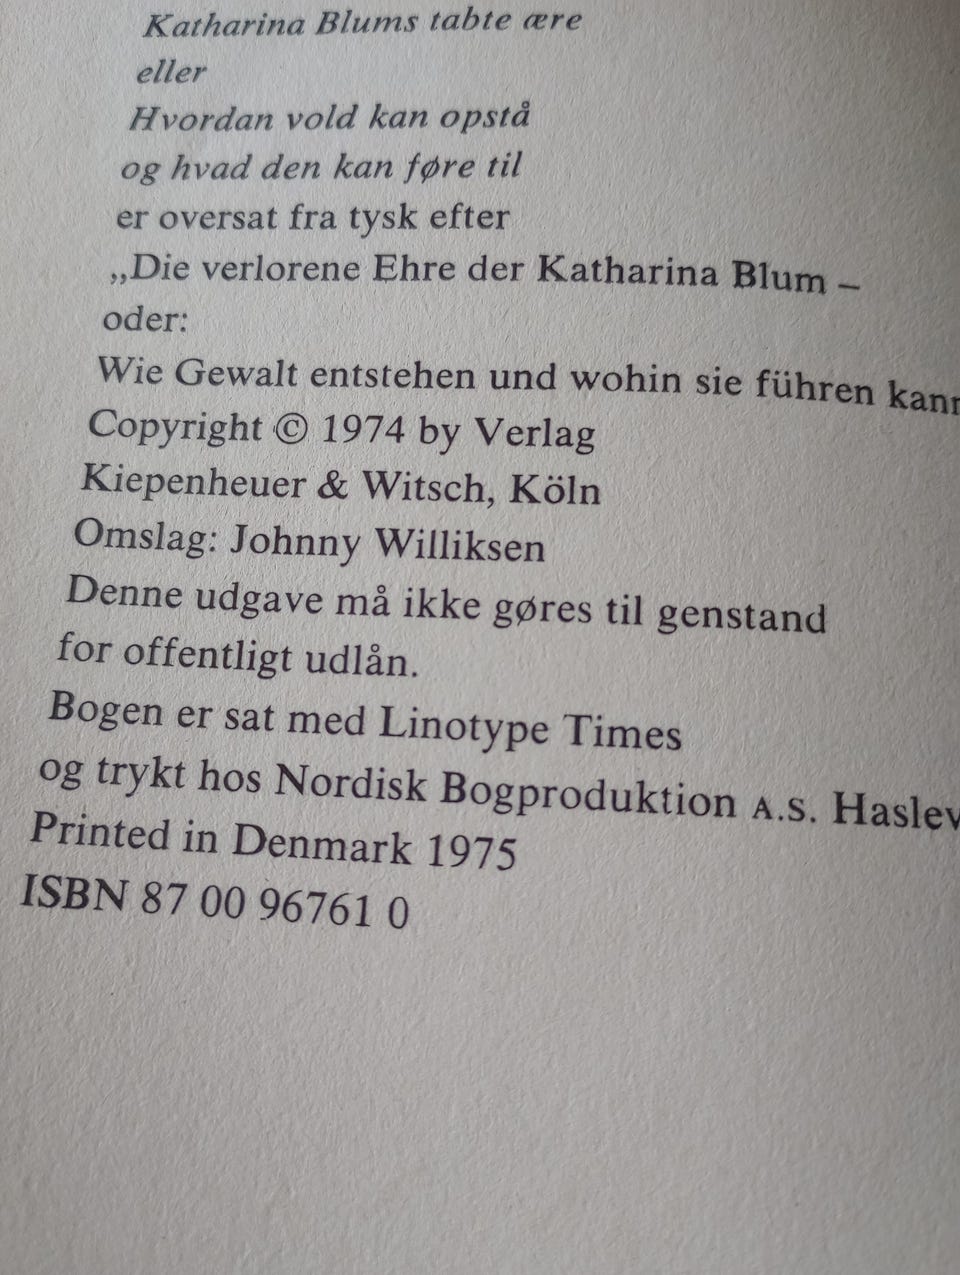 Katharina Blums tabte ære
eller
Hvordan vold kan opstå
og hvad den kan føre til
er oversat fra tysk efter
„Die verlorene Ehre der Katharina Blum –
oder:
Wie Gewalt entstehen und wohin sie führen kann
Copyright © 1974 by Verlag
Kiepenheuer & Witsch, Köln
Omslag: Johnny Williksen
Denne udgave må ikke gøres til genstand
for offentligt udlån.
Bogen er sat med Linotype Times
og trykt hos Nordisk Bogproduktion A.S. Haslev
Printed in Denmark 1975
ISBN 87 00 96761 0